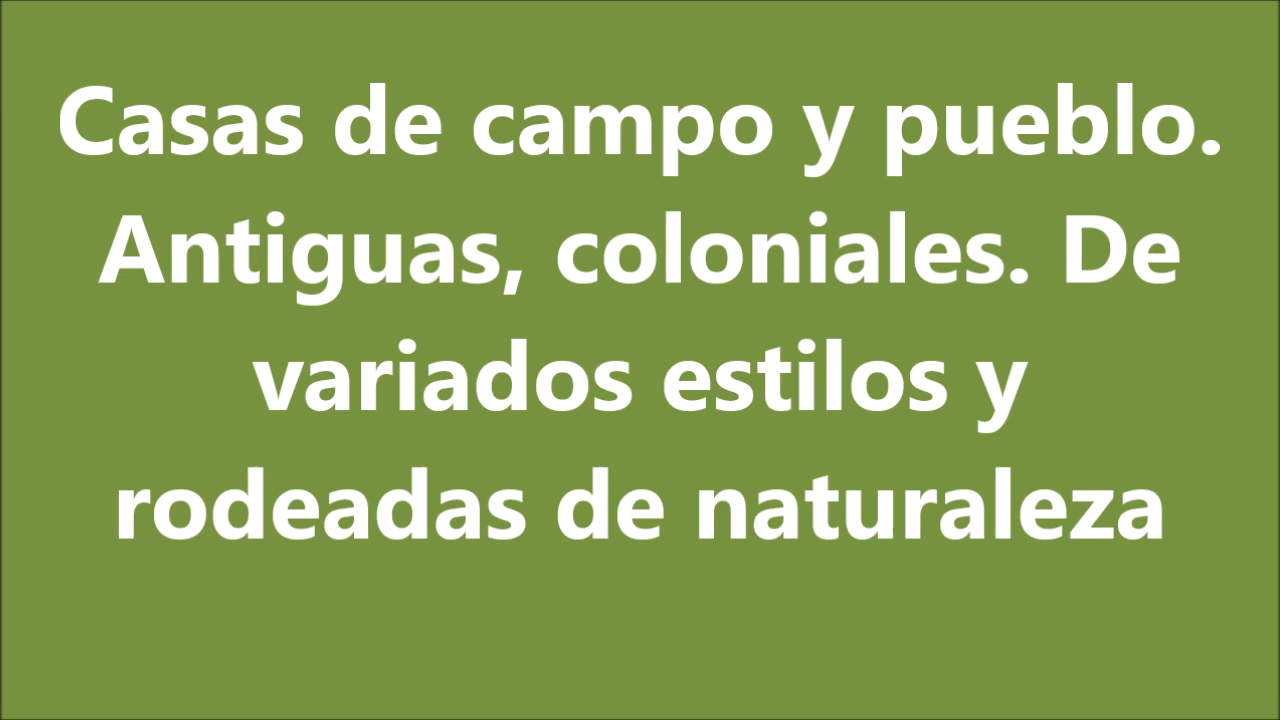 Casas de campo y pueblo.
Antiguas, coloniales. De
variados estilos y
rodeadas de naturaleza